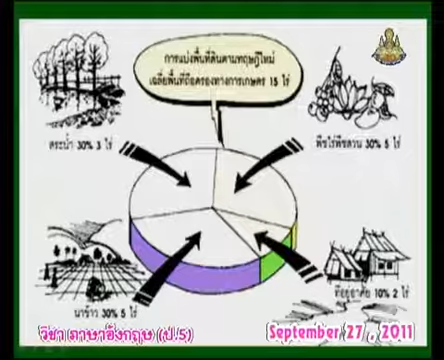 การแบ่งพื้นที่ดินตามทฤษฎีใหม่
เฉลี่ยพื้นที่ถือครองทางการเกษตร 15 ไร่
สระน้ำ 30% 3 ไร่
พืชไร่พืชสวน 30% 5 ไร่
นาข้าว 30% 5 ไร่
ที่อยู่อาศัย 10% 2 ไร่
วิชา ภาษาอังกฤษ (ป.5)
September 27 , 2011